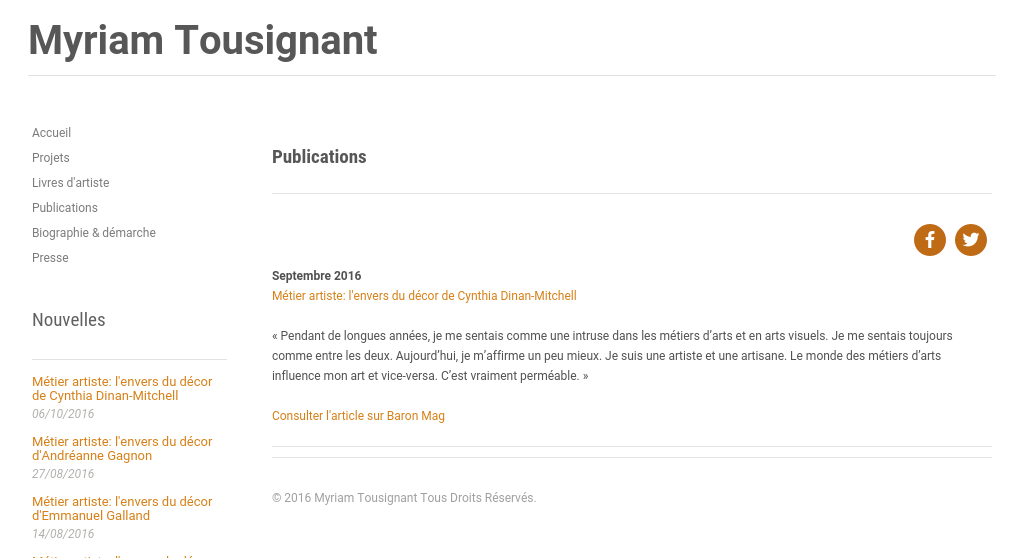 Myriam Tousignant
Accueil
Projets
Livres d'artiste
Publications
Biographie & démarche
Presse
Nouvelles
Métier artiste: l'envers du décor
de Cynthia Dinan-Mitchell
06/10/2016
Métier artiste: l'envers du décor
d'Andréanne Gagnon
27/08/2016
Métier artiste: l'envers du décor
d'Emmanuel Galland
14/08/2016
Publications
Septembre 2016
Métier artiste: l'envers du décor de Cynthia Dinan-Mitchell
« Pendant de longues années, je me sentais comme une intruse dans les métiers d’arts et en arts visuels. Je me sentais toujours
comme entre les deux. Aujourd’hui, je m’affirme un peu mieux. Je suis une artiste et une artisane. Le monde des métiers d’arts
influence mon art et vice-versa. C’est vraiment perméable. »
Consulter l'article sur Baron Mag
© 2016 Myriam Tousignant Tous Droits Réservés.